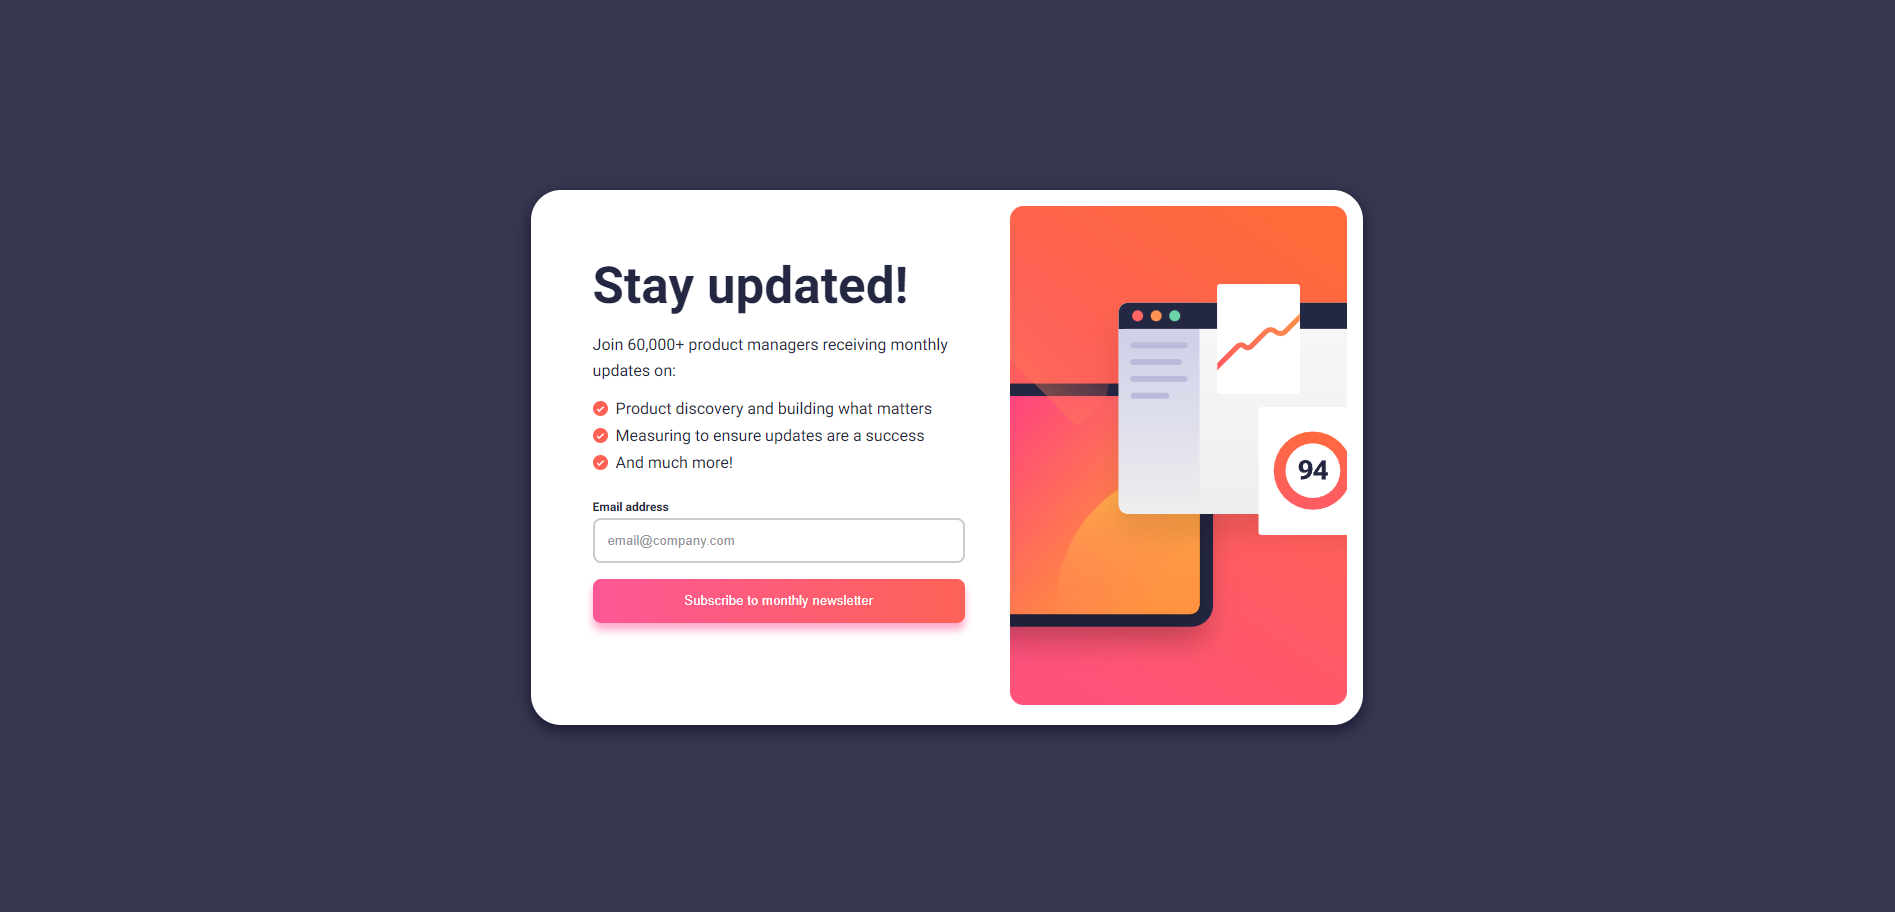 Stay updated!
Join 60,000+ product managers receiving monthly
updates on:
Product discovery and building what matters
Measuring to ensure updates are a success
And much more!
Email address
email@company.com
Subscribe to monthly newsletter
94